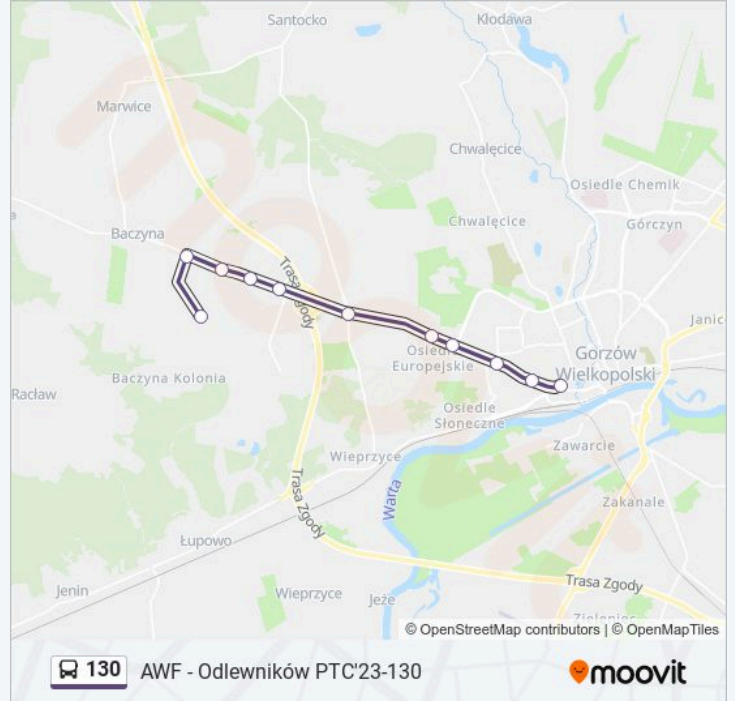 Santocko
Kłodawa
Marwice
Chwalęcice
Osiedle Chemik
Chwalęcice
Górczyn
Baczyna
Trasa Zgody
Janic
Osiedle
Europejskie
Gorzów
Wielkopolski
Baczyna Kolonia
Racław
Osiedle
Słoneczne
Zawarcie
Wieprzyce
Trasa Zgody
Warta
Zakanale
Łupowo
Trasa Zgody
Jenin
Wieprzyce
Jeże
Zieleniec
© OpenStreetMap contributors | © OpenMapTiles
130 AWF - Odlewników PTC'23-130
moovit